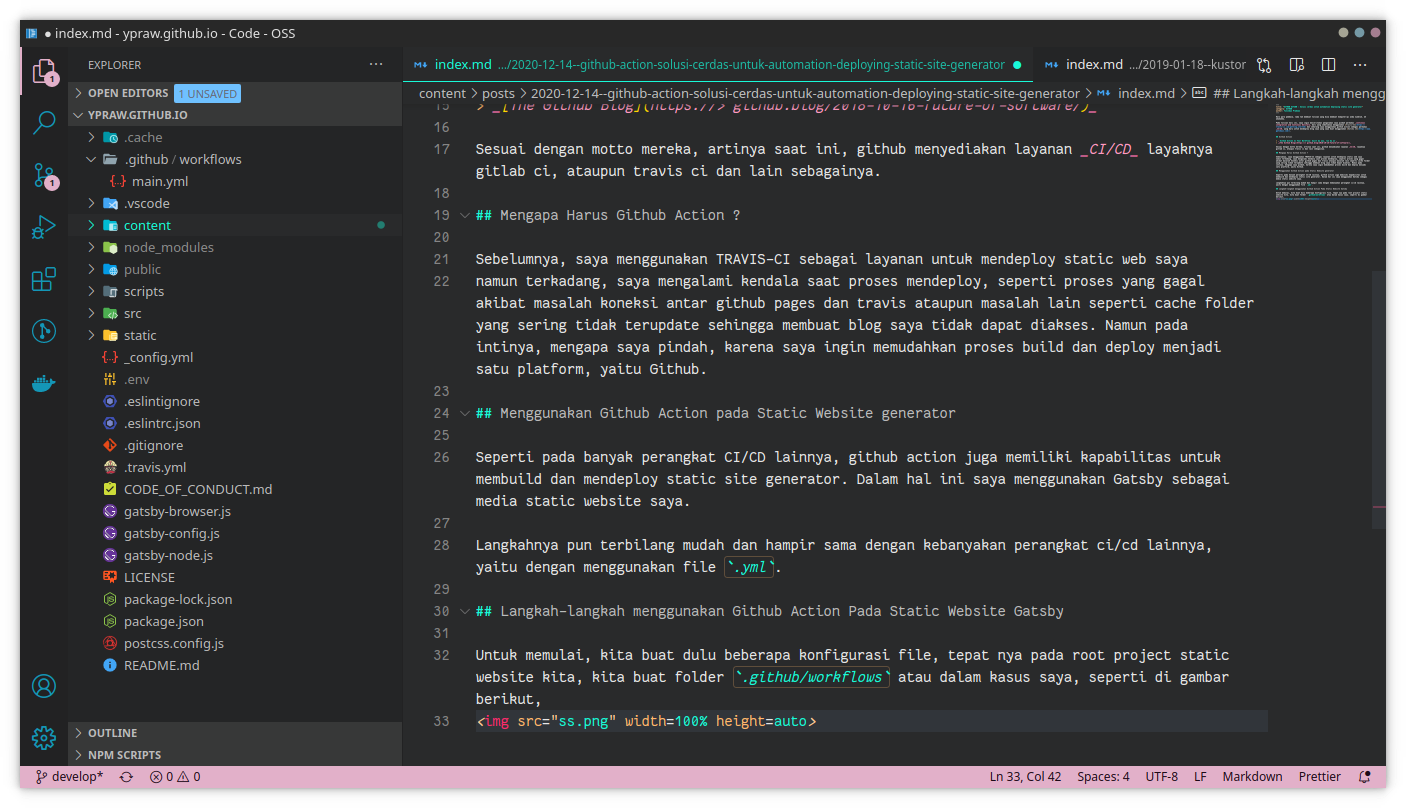 ● index.md - ypraw.github.io - Code - OSS
EXPLORER
OPEN EDITORS 1 UNSAVED
YPRAW.GITHUB.IO
.cache
.github / workflows
main.yml
.vscode
content
node_modules
public
scripts
src
static
_config.yml
.env
.eslintignore
.eslintrc.json
.gitignore
.travis.yml
CODE_OF_CONDUCT.md
gatsby-browser.js
gatsby-config.js
gatsby-node.js
LICENSE
package-lock.json
package.json
postcss.config.js
README.md
OUTLINE
NPM SCRIPTS
1
1
index.md .../2020-12-14--github-action-solusi-cerdas-untuk-automation-deploying-static-site-generator
index.md .../2019-01-18--kustor
content > posts > 2020-12-14--github-action-solusi-cerdas-untuk-automation-deploying-static-site-generator > index.md > abc ## Langkah-langkah mengg
15 > _[The Github Blog](https://> github.blog/2018-10-16-future-of-software/)_
16
17 Sesuai dengan motto mereka, artinya saat ini, github menyediakan layanan _CI/CD_ layaknya
gitlab ci, ataupun travis ci dan lain sebagainya.
18
19 ## Mengapa Harus Github Action ?
20
21 Sebelumnya, saya menggunakan TRAVIS-CI sebagai layanan untuk mendeploy static web saya
22 namun terkadang, saya mengalami kendala saat proses mendeploy, seperti proses yang gagal
akibat masalah koneksi antar github pages dan travis ataupun masalah lain seperti cache folder
yang sering tidak terupdate sehingga membuat blog saya tidak dapat diakses. Namun pada
intinya, mengapa saya pindah, karena saya ingin memudahkan proses build dan deploy menjadi
satu platform, yaitu Github.
23
24 ## Menggunakan Github Action pada Static Website generator
25
26 Seperti pada banyak perangkat CI/CD lainnya, github action juga memiliki kapabilitas untuk
membuild dan mendeploy static site generator. Dalam hal ini saya menggunakan Gatsby sebagai
media static website saya.
27
28 Langkahnya pun terbilang mudah dan hampir sama dengan kebanyakan perangkat ci/cd lainnya,
yaitu dengan menggunakan file `.yml`.
29
30 ## Langkah-langkah menggunakan Github Action Pada Static Website Gatsby
31
32 Untuk memulai, kita buat dulu beberapa konfigurasi file, tepat nya pada root project static
website kita, kita buat folder `.github/workflows` atau dalam kasus saya, seperti di gambar
berikut,
33 <img src="ss.png" width=100% height=auto>
develop* 0 0 Ln 33, Col 42 Spaces: 4 UTF-8 LF Markdown Prettier